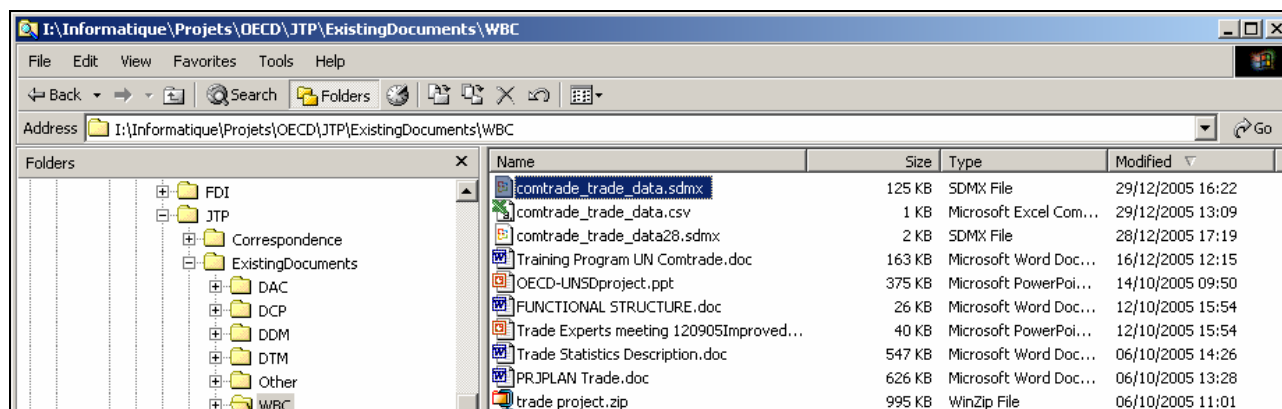 I:\Informatique\Projets\OECD\JTP\ExistingDocuments\WBC
File Edit View Favorites Tools Help
Back Search Folders
Address I:\Informatique\Projets\OECD\JTP\ExistingDocuments\WBC Go
Folders
FDI
JTP
Correspondence
ExistingDocuments
DAC
DCP
DDM
DTM
Other
WBC
Name Size Type Modified
comtrade_trade_data.sdmx 125 KB SDMX File 29/12/2005 16:22
comtrade_trade_data.csv 1 KB Microsoft Excel Com... 29/12/2005 13:09
comtrade_trade_data28.sdmx 2 KB SDMX File 28/12/2005 17:19
Training Program UN Comtrade.doc 163 KB Microsoft Word Doc... 16/12/2005 12:15
OECD-UNSDproject.ppt 375 KB Microsoft PowerPoi... 14/10/2005 09:50
FUNCTIONAL STRUCTURE.doc 26 KB Microsoft Word Doc... 12/10/2005 15:54
Trade Experts meeting 120905Improved... 40 KB Microsoft PowerPoi... 12/10/2005 15:54
Trade Statistics Description.doc 547 KB Microsoft Word Doc... 06/10/2005 14:26
PRJPLAN Trade.doc 626 KB Microsoft Word Doc... 06/10/2005 13:28
trade project.zip 995 KB WinZip File 06/10/2005 11:01